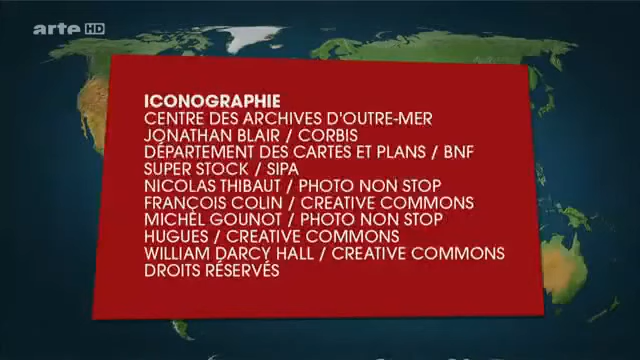 arte HD
ICONOGRAPHIE
CENTRE DES ARCHIVES D'OUTRE-MER
JONATHAN BLAIR / CORBIS
DÉPARTEMENT DES CARTES ET PLANS / BNF
SUPER STOCK / SIPA
NICOLAS THIBAUT / PHOTO NON STOP
FRANÇOIS COLIN / CREATIVE COMMONS
MICHEL GOUNOT / PHOTO NON STOP
HUGUES / CREATIVE COMMONS
WILLIAM DARCY HALL / CREATIVE COMMONS
DROITS RÉSERVÉS